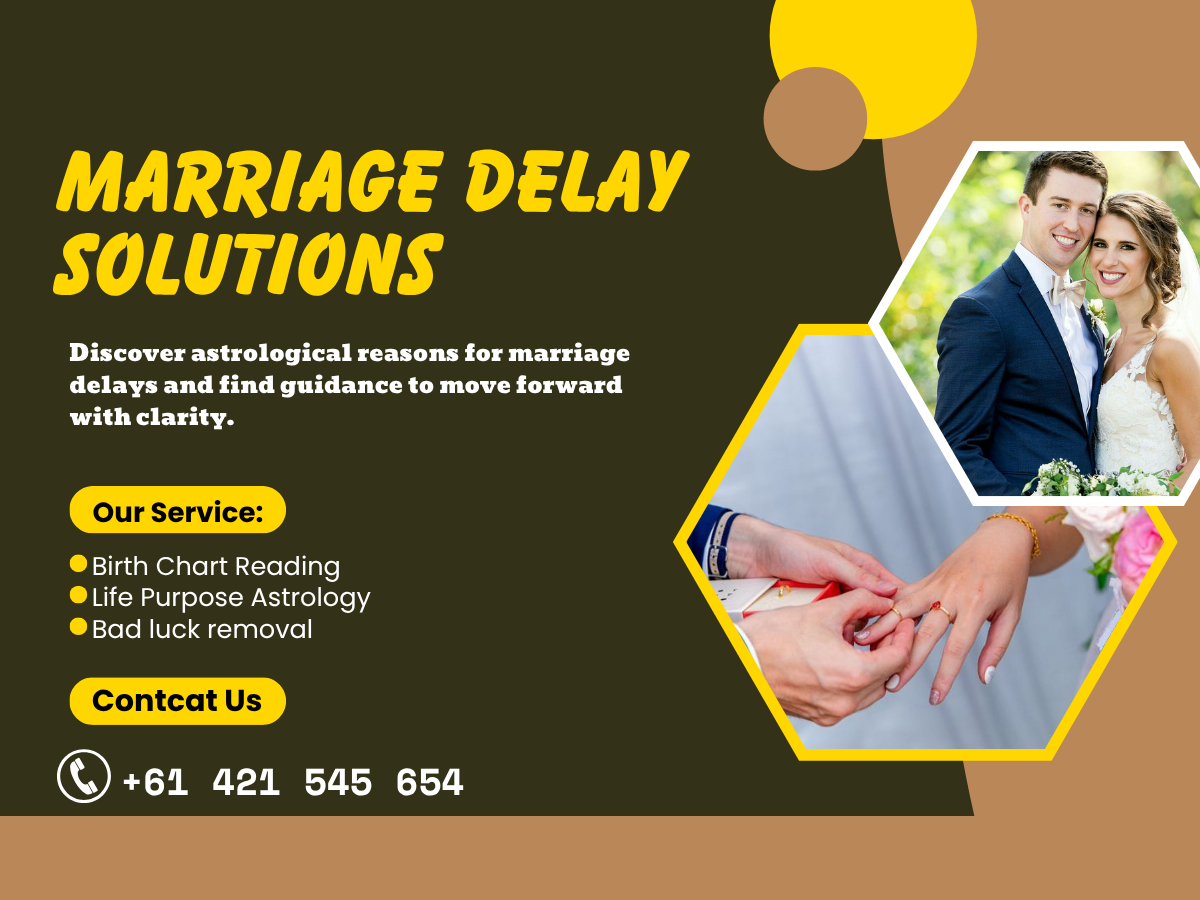 MARRIAGE DELAY
SOLUTIONS
Discover astrological reasons for marriage
delays and find guidance to move forward
with clarity.
Our Service:
Birth Chart Reading
Life Purpose Astrology
Bad luck removal
Contcat Us
+61 421 545 654